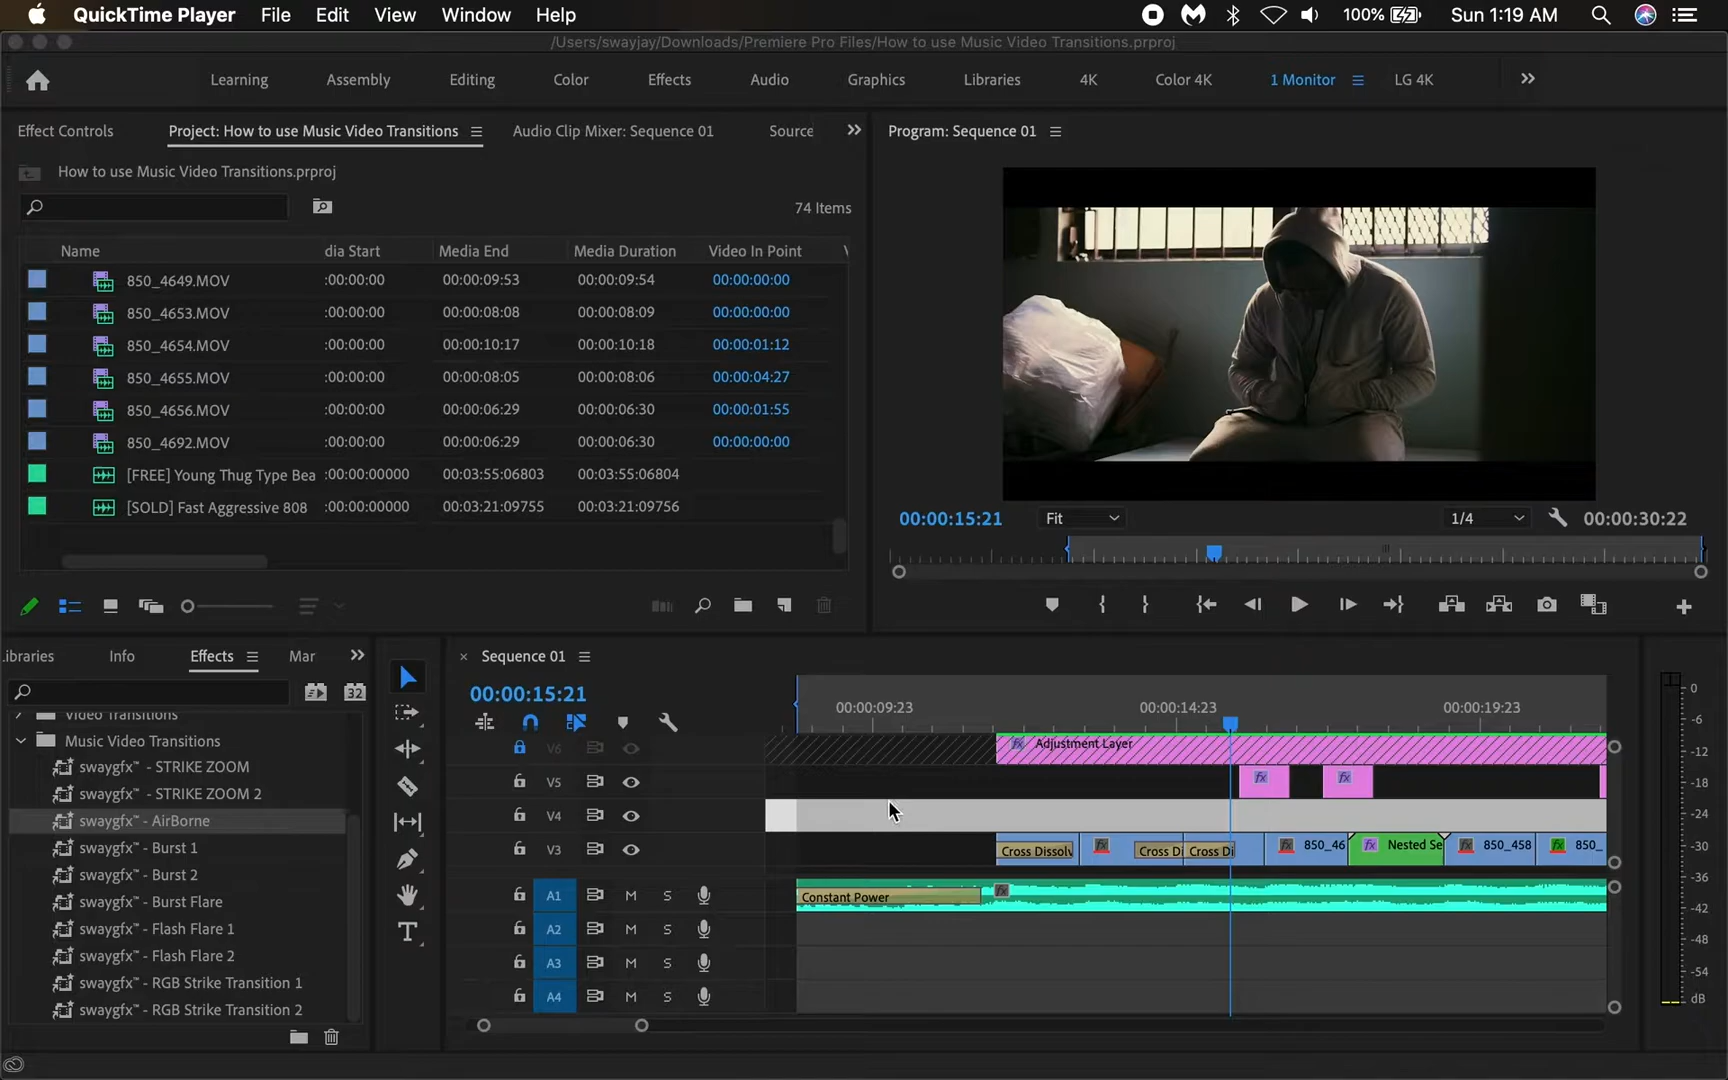 QuickTime Player File Edit View Window Help 100% Sun 1:19 AM
/Users/swayjay/Downloads/Premiere Pro Files/How to use Music Video Transitions.prproj
Learning Assembly Editing Color Effects Audio Graphics Libraries 4K Color 4K 1 Monitor LG 4K
Effect Controls Project: How to use Music Video Transitions Audio Clip Mixer: Sequence 01 Source
Program: Sequence 01
How to use Music Video Transitions.prproj
74 Items
Name dia Start Media End Media Duration Video In Point
850_4649.MOV :00:00:00 00:00:09:53 00:00:09:54 00:00:00:00
850_4653.MOV :00:00:00 00:00:08:08 00:00:08:09 00:00:00:00
850_4654.MOV :00:00:00 00:00:10:17 00:00:10:18 00:00:01:12
850_4655.MOV :00:00:00 00:00:08:05 00:00:08:06 00:00:04:27
850_4656.MOV :00:00:00 00:00:06:29 00:00:06:30 00:00:01:55
850_4692.MOV :00:00:00 00:00:06:29 00:00:06:30 00:00:00:00
[FREE] Young Thug Type Bea :00:00:00000 00:03:55:06803 00:03:55:06804
[SOLD] Fast Aggressive 808 :00:00:00000 00:03:21:09755 00:03:21:09756
00:00:15:21 Fit 1/4 00:00:30:22
ibraries Info Effects Mar
32
Video Transitions
Music Video Transitions
swaygfx™ - STRIKE ZOOM
swaygfx™ - STRIKE ZOOM 2
swaygfx™ - AirBorne
swaygfx™ - Burst 1
swaygfx™ - Burst 2
swaygfx™ - Burst Flare
swaygfx™ - Flash Flare 1
swaygfx™ - Flash Flare 2
swaygfx™ - RGB Strike Transition 1
swaygfx™ - RGB Strike Transition 2
× Sequence 01
00:00:15:21
00:00:09:23 00:00:14:23 00:00:19:23
V6 fx Adjustment Layer
V5 fx fx
V4
V3 Cross Dissolv fx Cross Di Cross Di fx 850_46 fx Nested Se fx 850_458 fx 850_
A1 M S Constant Power fx
A2 M S
A3 M S
A4 M S
0
-6
-12
-18
-24
-30
-36
-42
-48
-54
dB